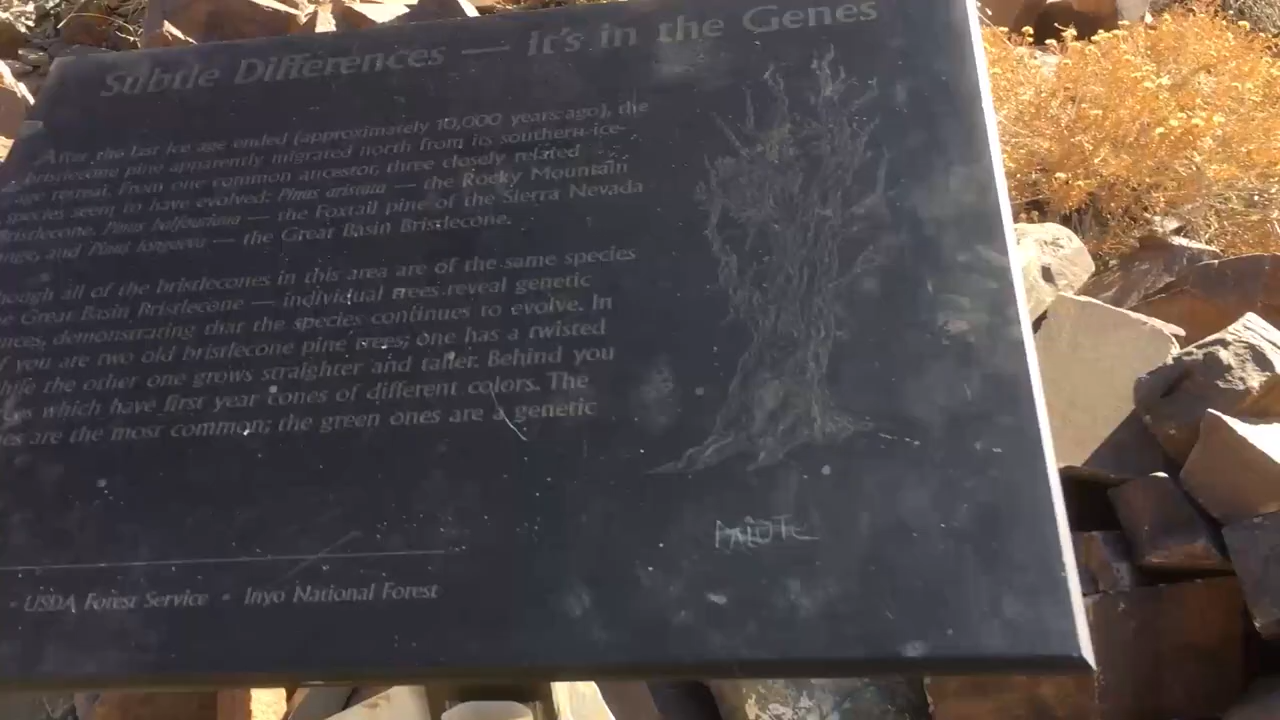 Subtle Differences — It's in the Genes
After the last ice age ended (approximately 10,000 years ago), the
bristlecone pine apparently migrated north from its southern ice-
age retreat. From one common ancestor, three closely related
species seem to have evolved: Pinus aristata — the Rocky Mountain
Bristlecone, Pinus balfouriana — the Foxtail pine of the Sierra Nevada
and Pinus longaeva — the Great Basin Bristlecone.
hough all of the bristlecones in this area are of the same species
e Great Basin Bristlecone — individual trees reveal genetic
nces, demonstrating that the species continues to evolve. In
f you are two old bristlecone pine trees; one has a twisted
hile the other one grows straighter and taller. Behind you
which have first year cones of different colors. The
es are the most common; the green ones are a genetic
PAIUTE
- USDA Forest Service • Inyo National Forest